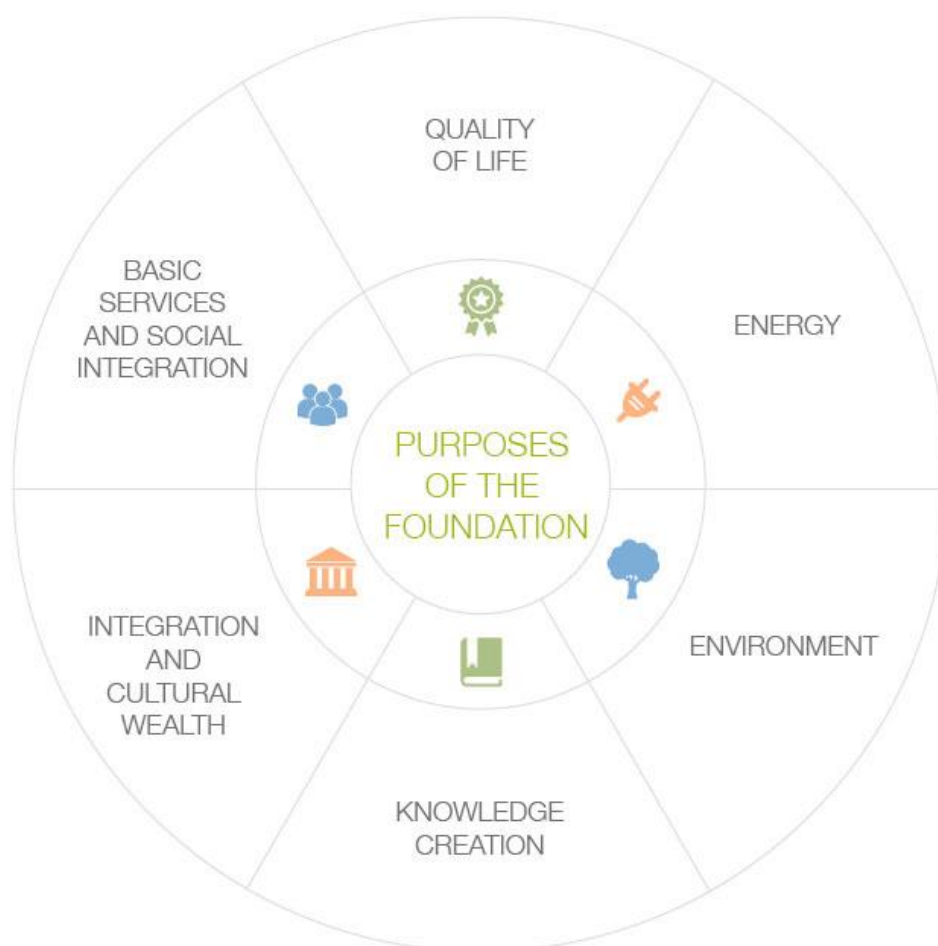 QUALITY
OF LIFE
BASIC
SERVICES
AND SOCIAL
INTEGRATION
ENERGY
PURPOSES
OF THE
FOUNDATION
INTEGRATION
AND
CULTURAL
WEALTH
ENVIRONMENT
KNOWLEDGE
CREATION